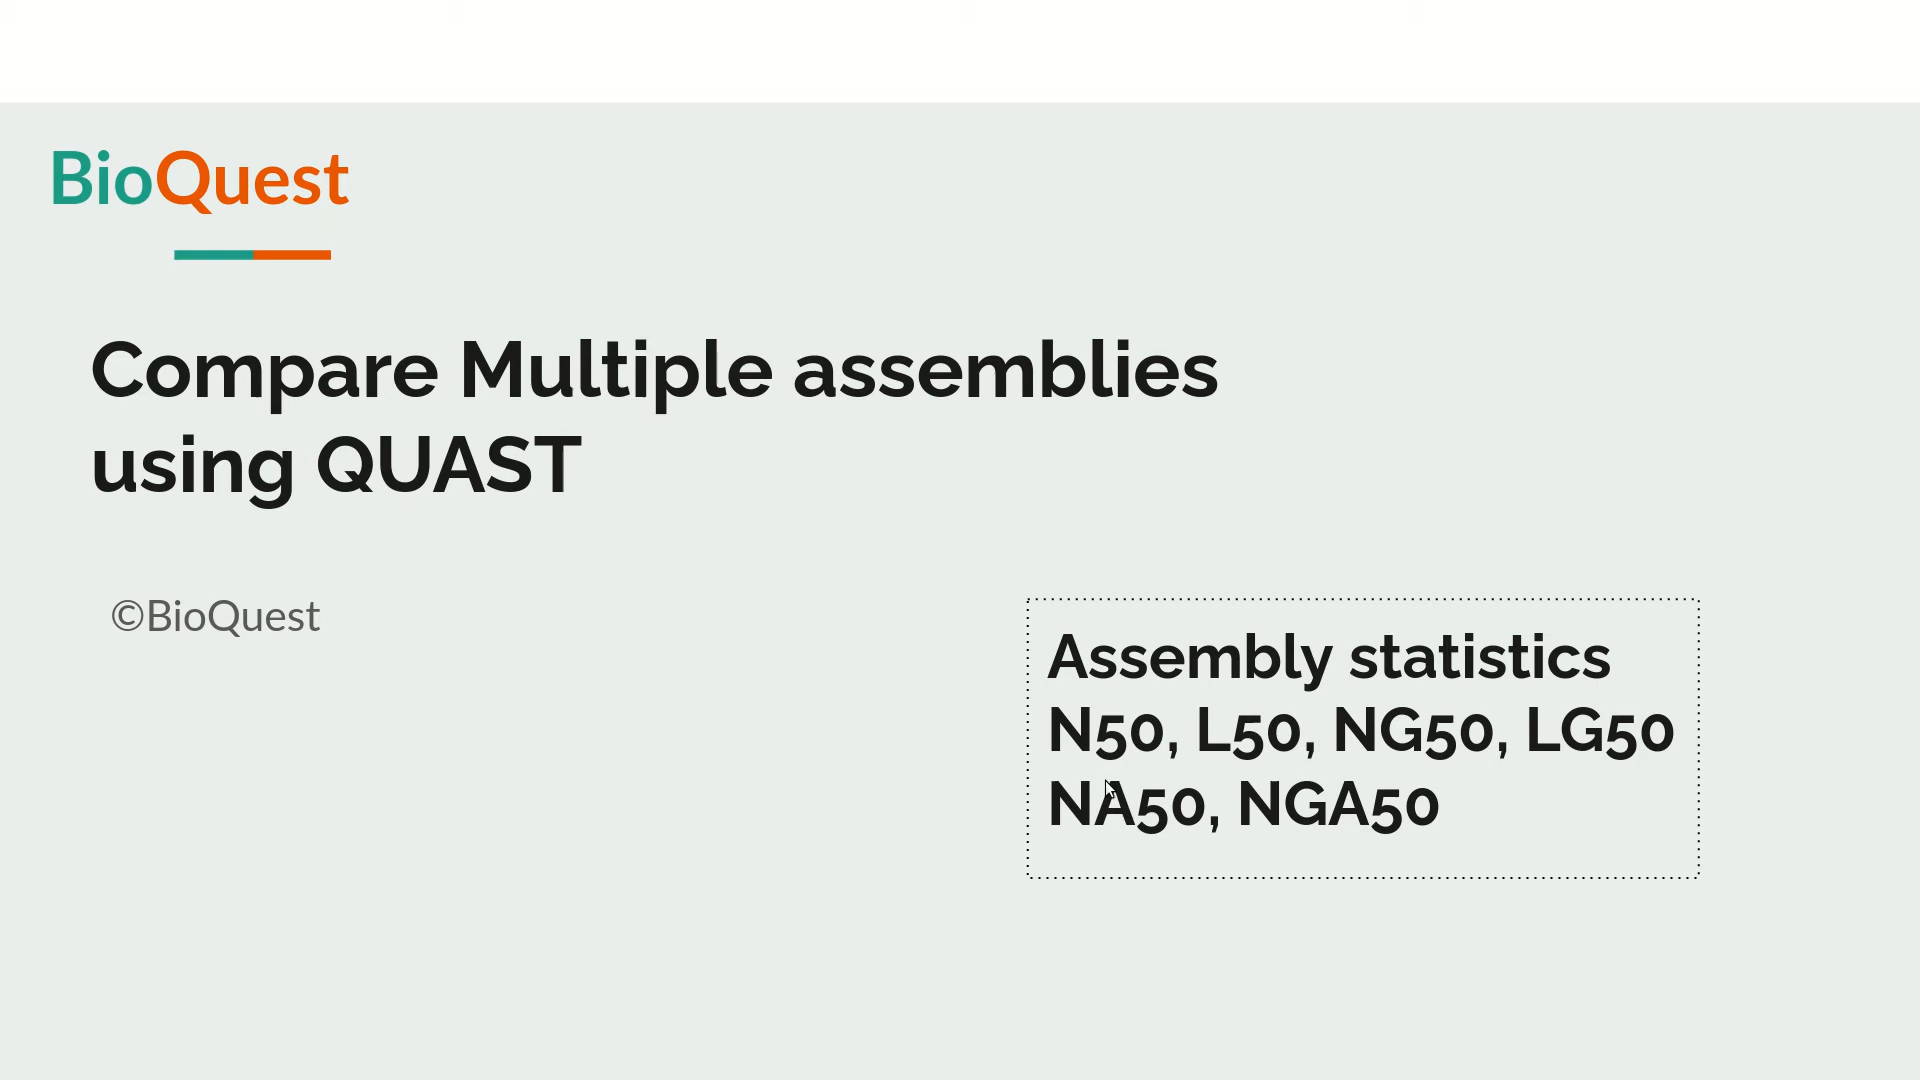 BioQuest
Compare Multiple assemblies
using QUAST
©BioQuest
Assembly statistics
N50, L50, NG50, LG50
NA50, NGA50